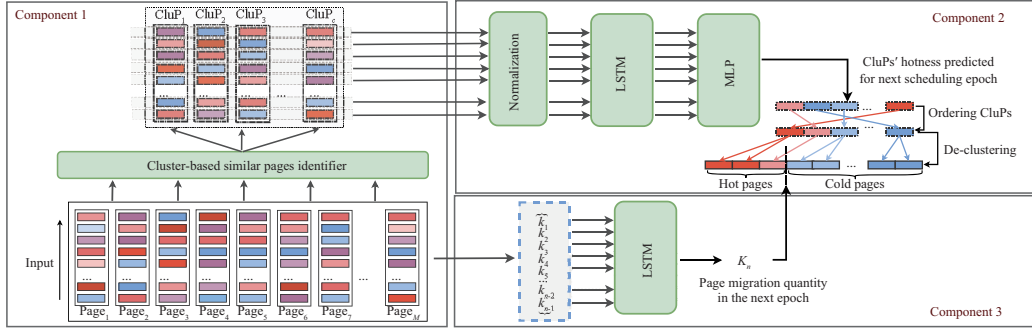 Component 1
CluP1 CluP2 CluP3 CluPc
...
Cluster-based similar pages identifier
Input
...
Page1 Page2 Page3 Page4 Page5 Page6 Page7 PageM
Component 2
Normalization
LSTM
MLP
CluPs' hotness predicted
for next scheduling epoch
...
Ordering CluPs
...
De-clustering
...
Hot pages
Cold pages
k1
k2
k3
k4
k5
...
kn-2
kn-1
LSTM
Kn
Page migration quantity
in the next epoch
Component 3